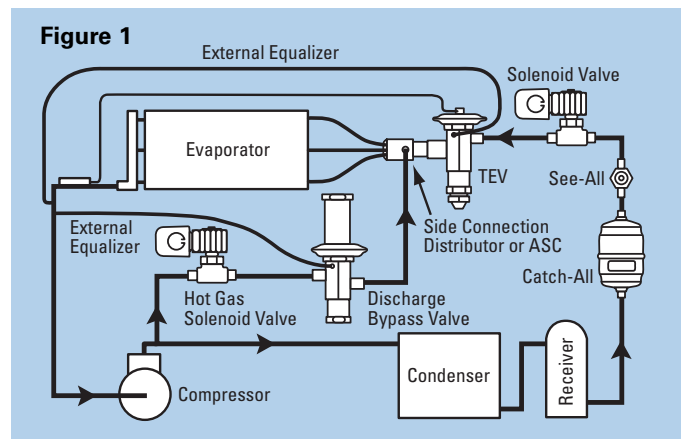 Figure 1
External Equalizer
Solenoid Valve
Evaporator
TEV
See-All
External
Equalizer
Side Connection
Distributor or ASC
Catch-All
Hot Gas
Solenoid Valve
Discharge
Bypass Valve
Compressor
Condenser
Receiver